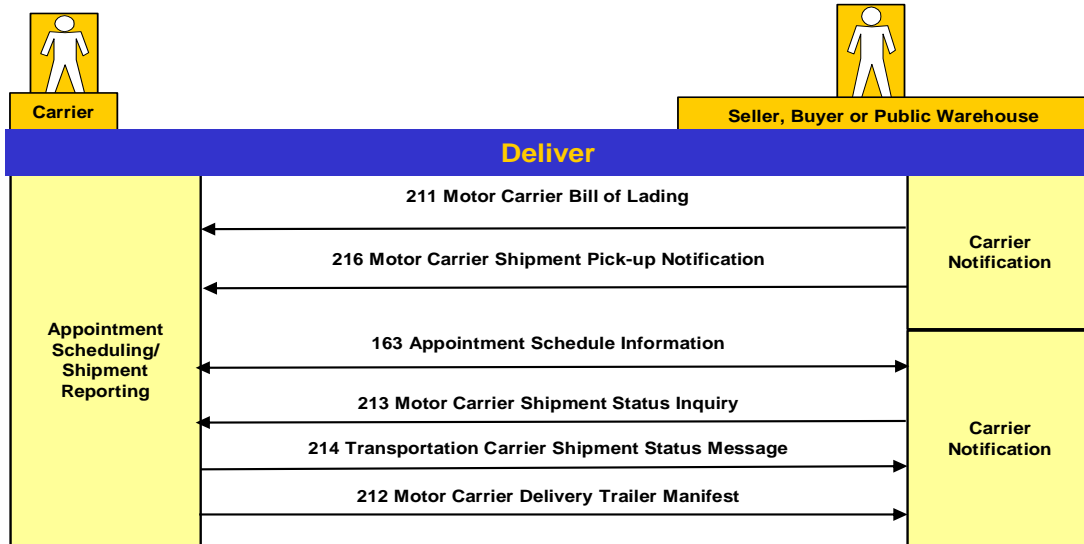 Carrier
Seller, Buyer or Public Warehouse
Deliver
211 Motor Carrier Bill of Lading
216 Motor Carrier Shipment Pick-up Notification
Carrier
Notification
Appointment
Scheduling/
Shipment
Reporting
163 Appointment Schedule Information
213 Motor Carrier Shipment Status Inquiry
214 Transportation Carrier Shipment Status Message
212 Motor Carrier Delivery Trailer Manifest
Carrier
Notification